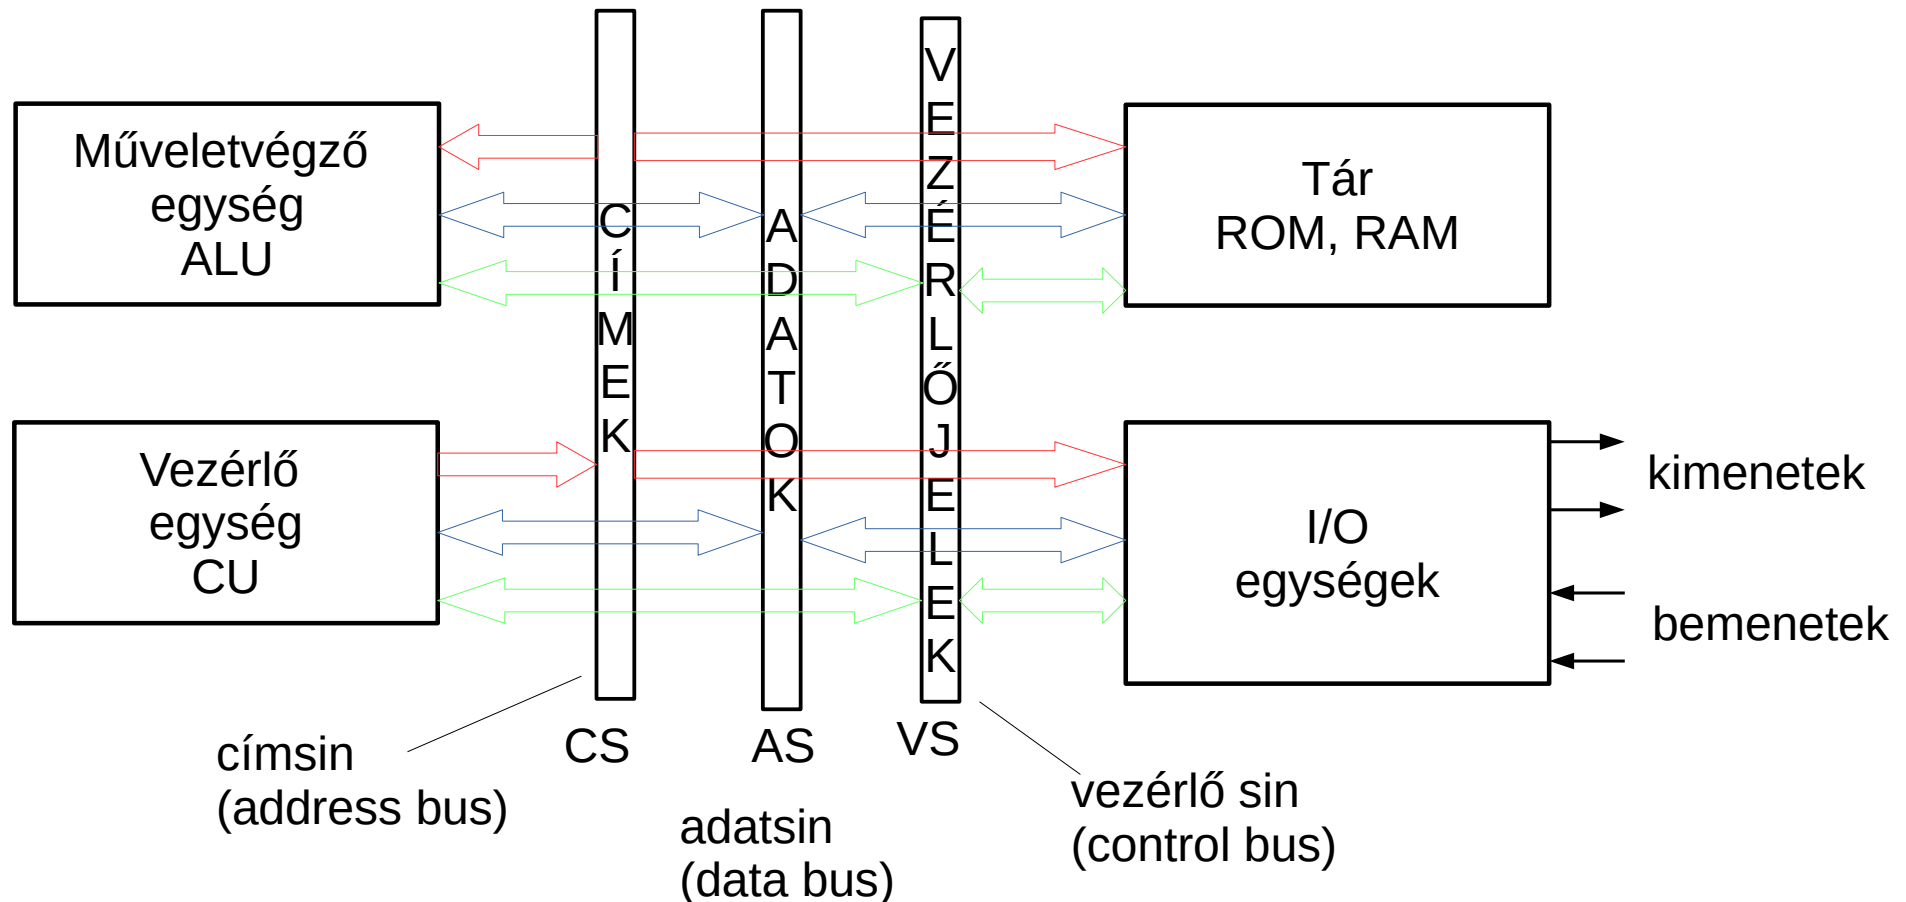 Műveletvégző
egység
ALU
Vezérlő
egység
CU
CÍMEK
ADATOK
VEZÉRLŐJELEK
Tár
ROM, RAM
I/O
egységek
kimenetek
bemenetek
CS
AS
VS
címsin
(address bus)
adatsin
(data bus)
vezérlő sin
(control bus)